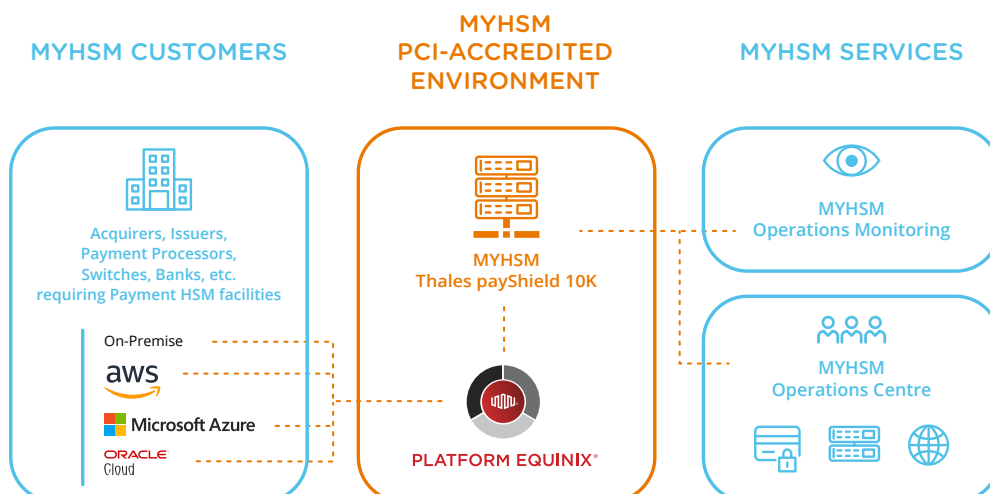 MYHSM CUSTOMERS
MYHSM
PCI-ACCREDITED
ENVIRONMENT
MYHSM SERVICES
Acquirers, Issuers,
Payment Processors,
Switches, Banks, etc.
requiring Payment HSM facilities
On-Premise
aws
Microsoft Azure
ORACLE
Cloud
MYHSM
Thales payShield 10K
PLATFORM EQUINIX®
MYHSM
Operations Monitoring
MYHSM
Operations Centre